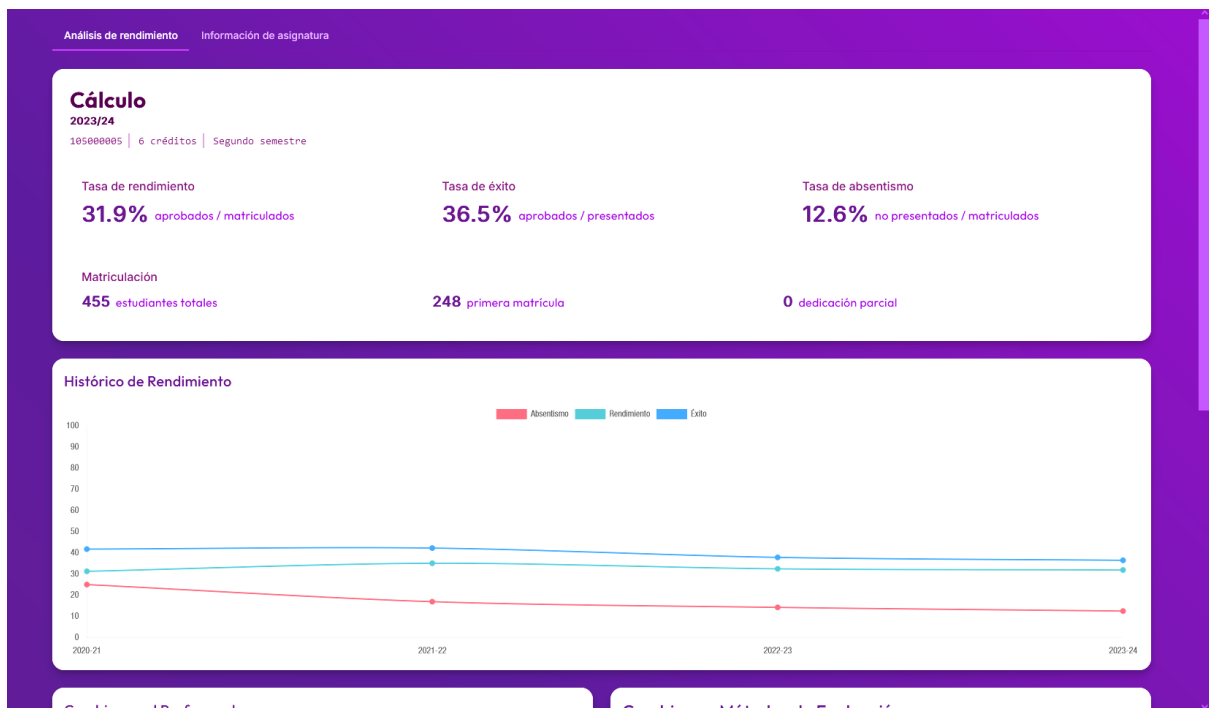 Análisis de rendimiento Información de asignatura
Cálculo
2023/24
105000005 | 6 créditos | Segundo semestre
Tasa de rendimiento Tasa de éxito Tasa de absentismo
31.9% aprobados / matriculados 36.5% aprobados / presentados 12.6% no presentados / matriculados
Matriculación
455 estudiantes totales 248 primera matrícula 0 dedicación parcial
Histórico de Rendimiento
Absentismo Rendimiento Éxito
100
90
80
70
60
50
40
30
20
10
0
2020-21 2021-22 2022-23 2023-24